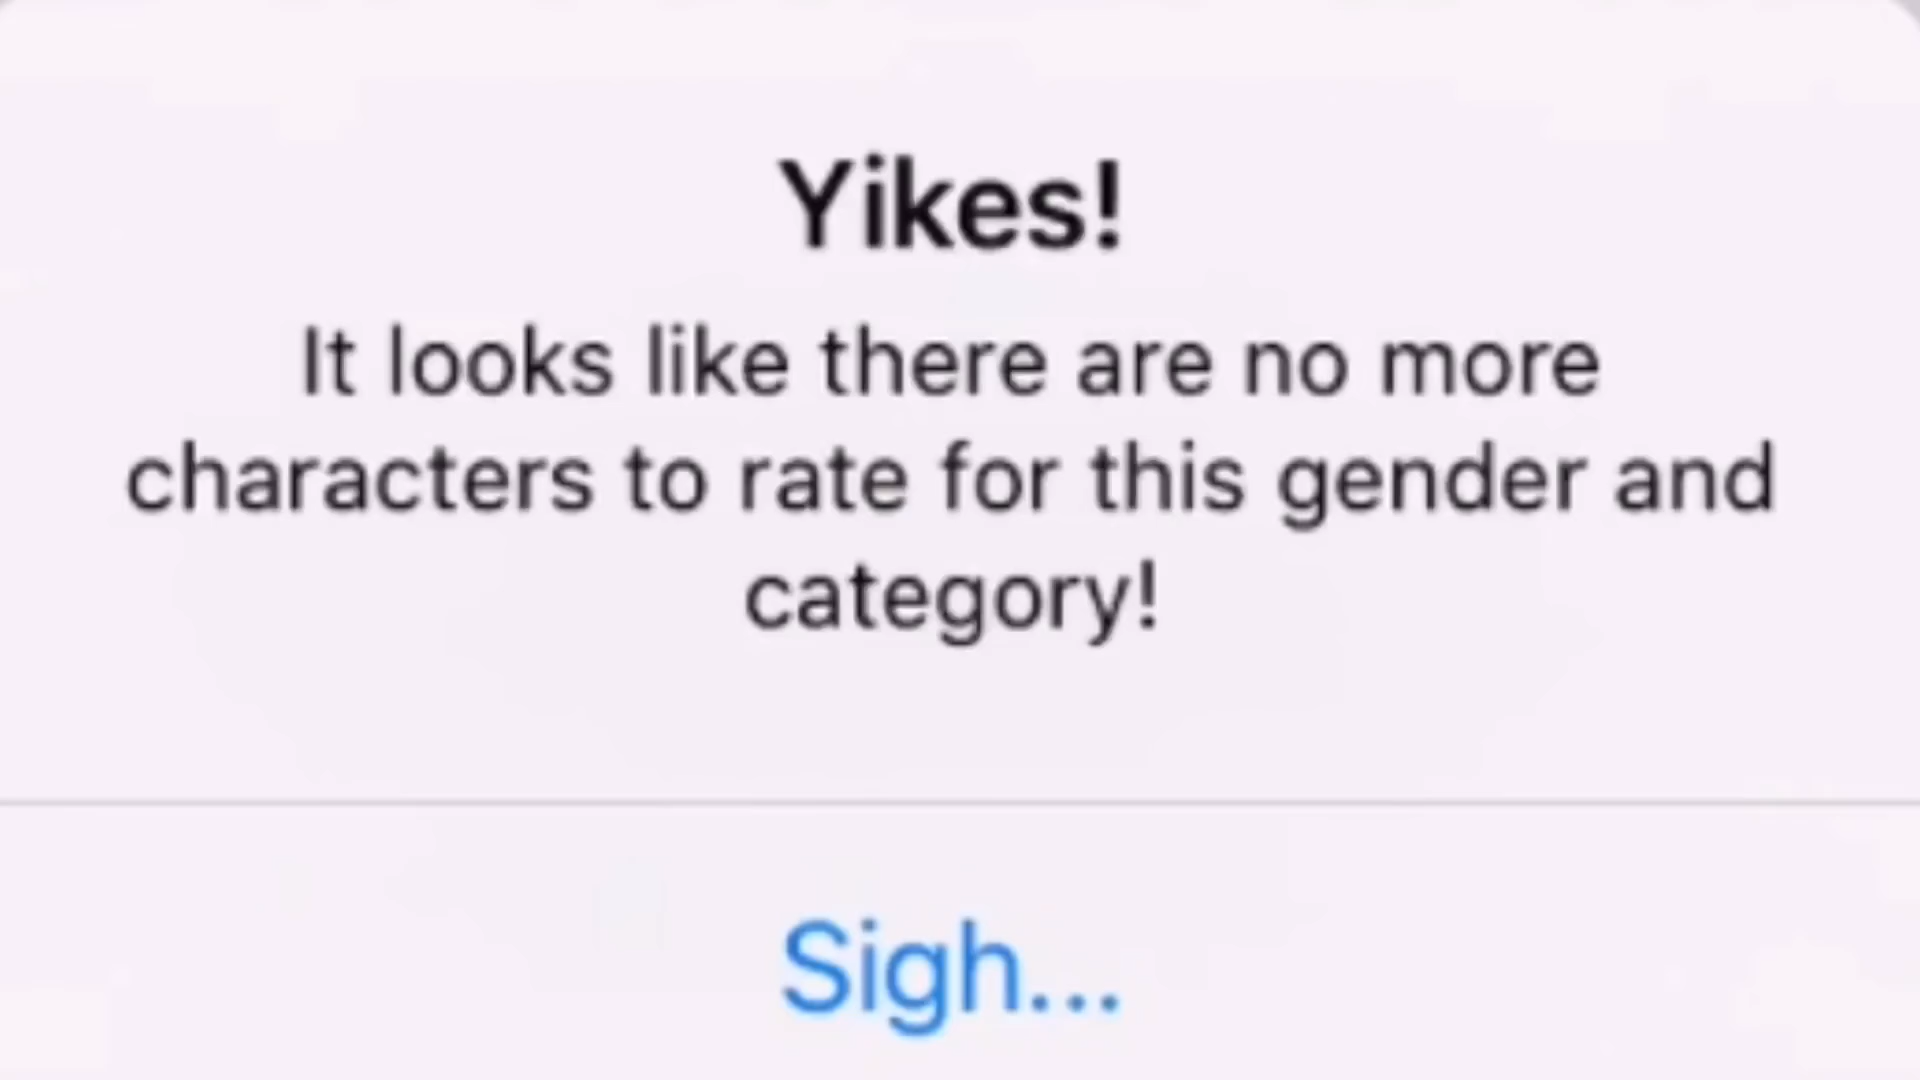 Yikes!
It looks like there are no more
characters to rate for this gender and
category!
Sigh...